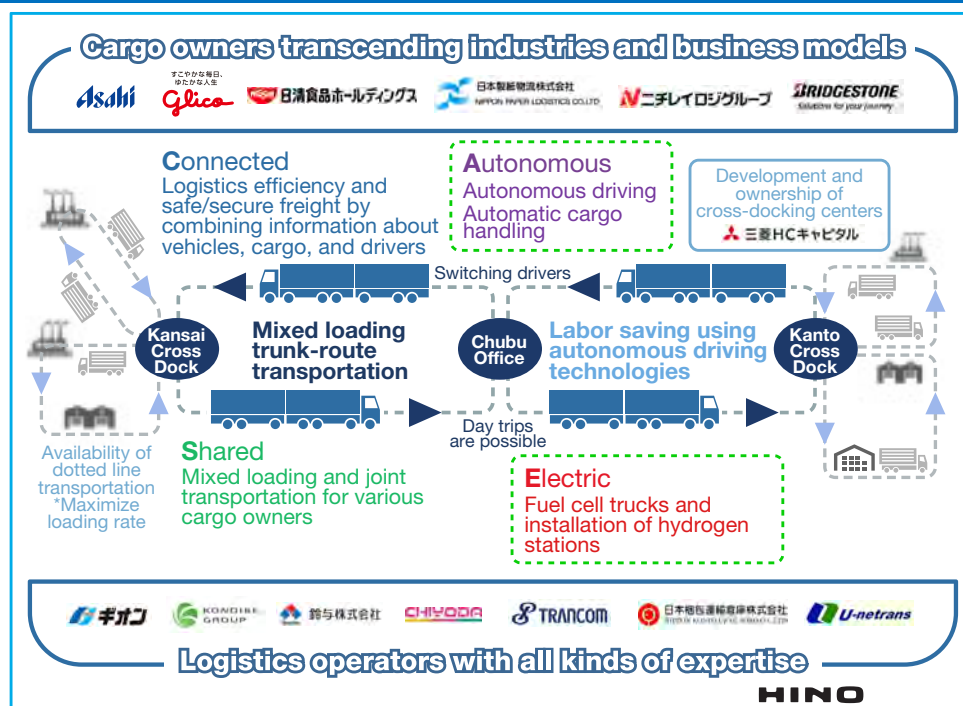 Cargo owners transcending industries and business models
Asahi
すこやかな毎日、
ゆたかな人生
Glico
日清食品ホールディングス
日本製紙物流株式会社
NIPPON PAPER LOGISTICS CO.,LTD
ニチレイロジグループ
BRIDGESTONE
Solutions for your journey
Connected
Logistics efficiency and
safe/secure freight by
combining information about
vehicles, cargo, and drivers
Autonomous
Autonomous driving
Automatic cargo
handling
Development and
ownership of
cross-docking centers
三菱HCキャピタル
Switching drivers
Kansai
Cross
Dock
Mixed loading
trunk-route
transportation
Chubu
Office
Labor saving using
autonomous driving
technologies
Kanto
Cross
Dock
Day trips
are possible
Availability of
dotted line
transportation
*Maximize
loading rate
Shared
Mixed loading and joint
transportation for various
cargo owners
Electric
Fuel cell trucks and
installation of hydrogen
stations
ギオン
KONOIKE
GROUP
鈴与株式会社
CHIYODA
TRANCOM
日本梱包運輸倉庫株式会社
U-netrans
Logistics operators with all kinds of expertise
HINO